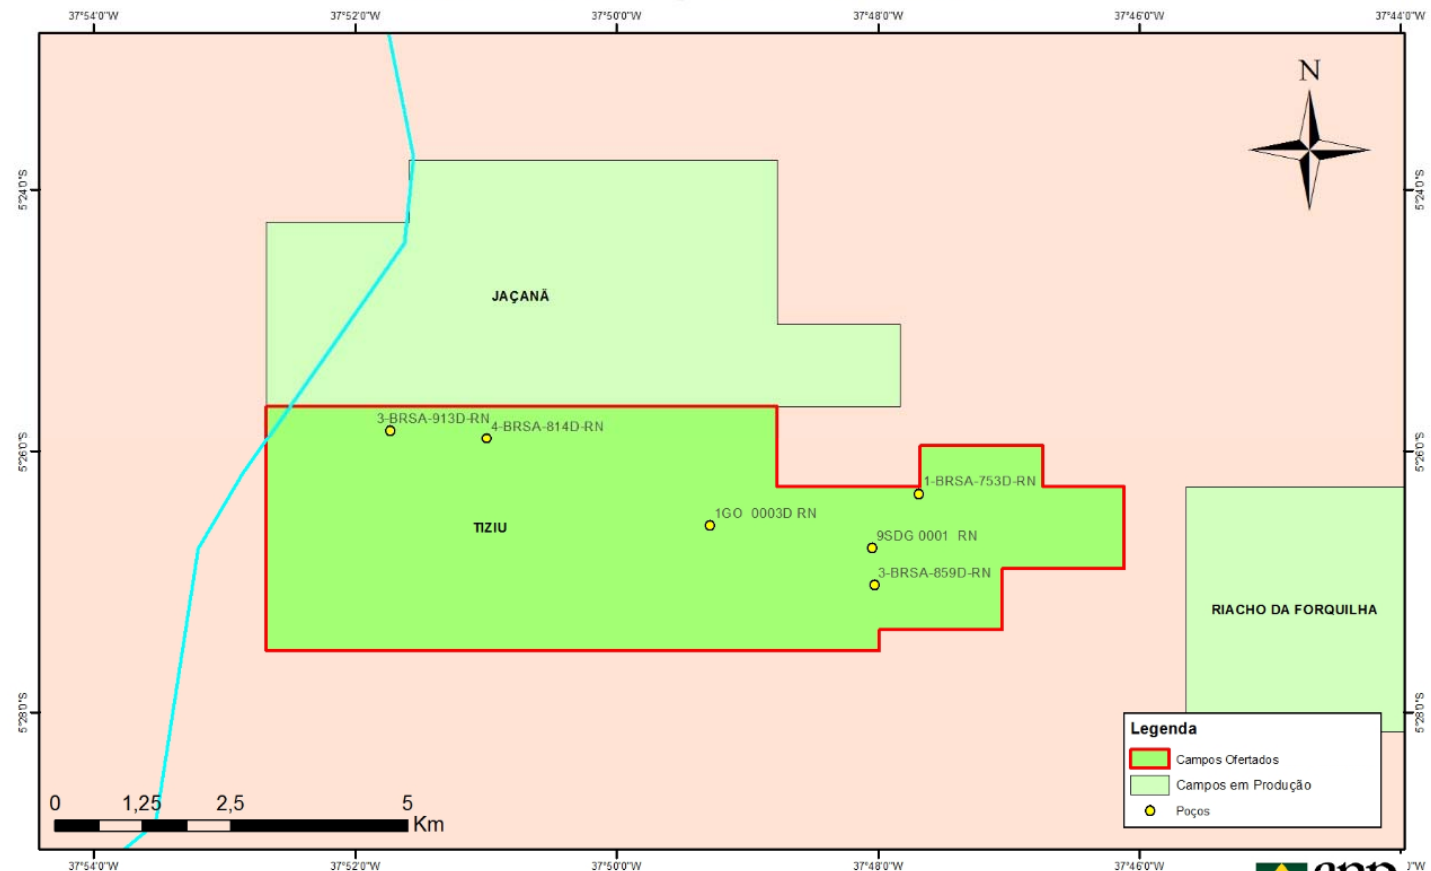 37°54'0"W 37°52'0"W 37°50'0"W 37°48'0"W 37°46'0"W 37°44'0"W
N
5°24'0"S 5°24'0"S
JAÇANÃ
3-BRSA-913D-RN
4-BRSA-814D-RN
5°26'0"S 5°26'0"S
1-BRSA-753D-RN
1GO 0003D RN
TIZIU
9SDG 0001 RN
3-BRSA-859D-RN
RIACHO DA FORQUILHA
5°28'0"S 5°28'0"S
Legenda
Campos Ofertados
Campos em Produção
Poços
0 1,25 2,5 5
Km
37°54'0"W 37°52'0"W 37°50'0"W 37°48'0"W 37°46'0"W